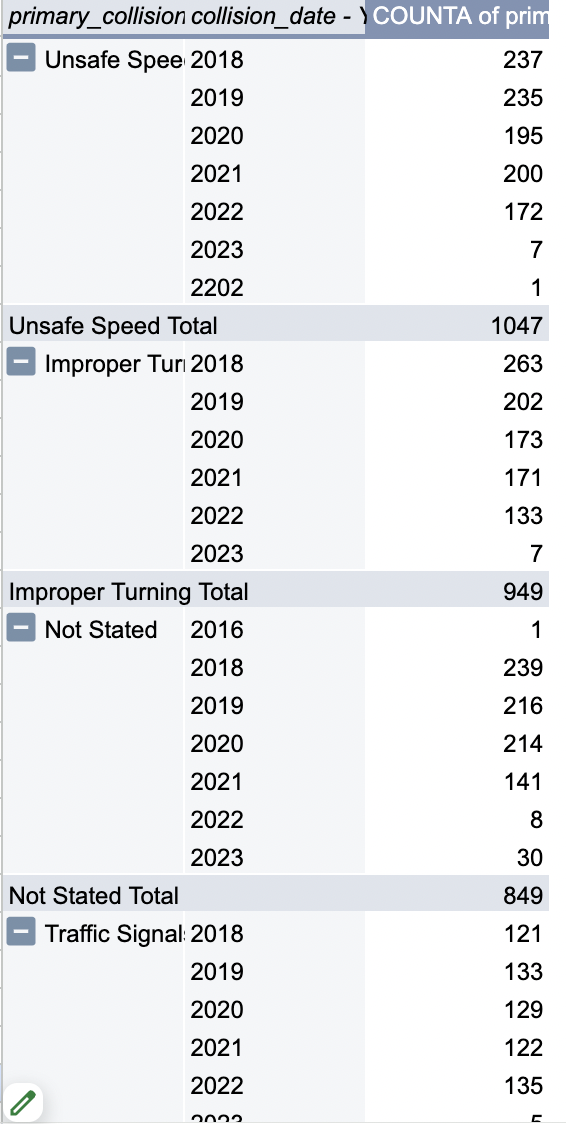 primary_collision collision_date - Y COUNTA of prim
Unsafe Spee 2018 237
2019 235
2020 195
2021 200
2022 172
2023 7
2202 1
Unsafe Speed Total 1047
Improper Tur 2018 263
2019 202
2020 173
2021 171
2022 133
2023 7
Improper Turning Total 949
Not Stated 2016 1
2018 239
2019 216
2020 214
2021 141
2022 8
2023 30
Not Stated Total 849
Traffic Signals 2018 121
2019 133
2020 129
2021 122
2022 135
2023 5